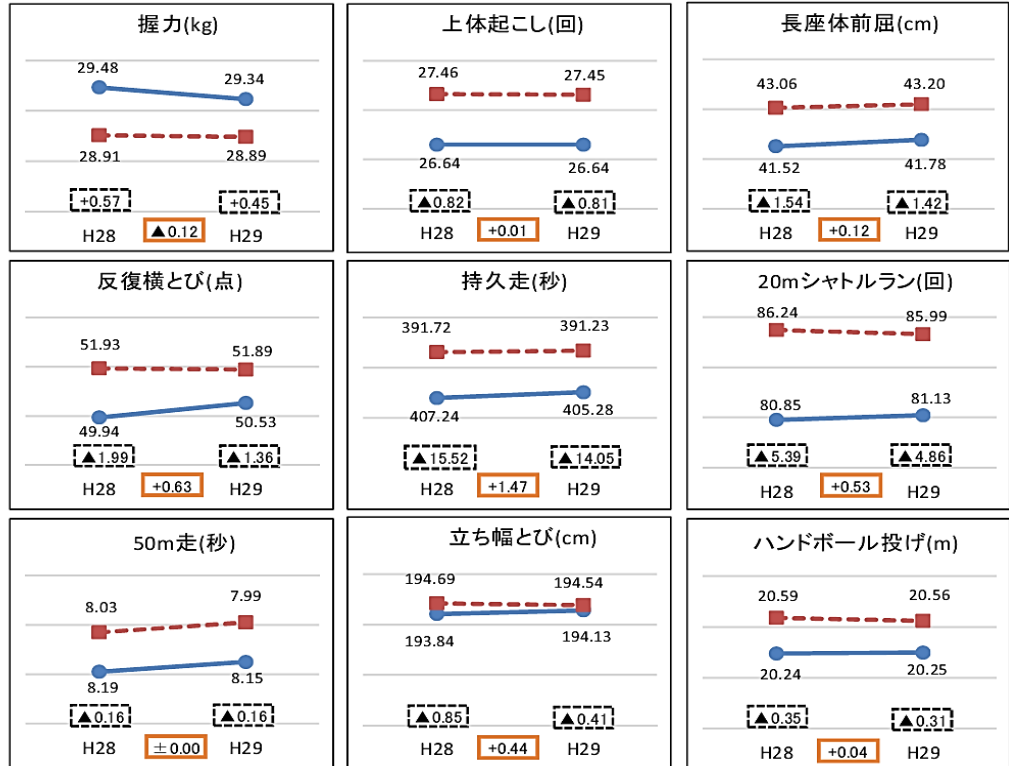 握力(kg)
29.48
29.34
28.91
28.89
+0.57
+0.45
H28
▲0.12
H29
上体起こし(回)
27.46
27.45
26.64
26.64
▲0.82
▲0.81
H28
+0.01
H29
長座体前屈(cm)
43.06
43.20
41.52
41.78
▲1.54
▲1.42
H28
+0.12
H29
反復横とび(点)
51.93
51.89
49.94
50.53
▲1.99
▲1.36
H28
+0.63
H29
持久走(秒)
391.72
391.23
407.24
405.28
▲15.52
▲14.05
H28
+1.47
H29
20mシャトルラン(回)
86.24
85.99
80.85
81.13
▲5.39
▲4.86
H28
+0.53
H29
50m走(秒)
8.03
7.99
8.19
8.15
▲0.16
▲0.16
H28
±0.00
H29
立ち幅とび(cm)
194.69
194.54
193.84
194.13
▲0.85
▲0.41
H28
+0.44
H29
ハンドボール投げ(m)
20.59
20.56
20.24
20.25
▲0.35
▲0.31
H28
+0.04
H29